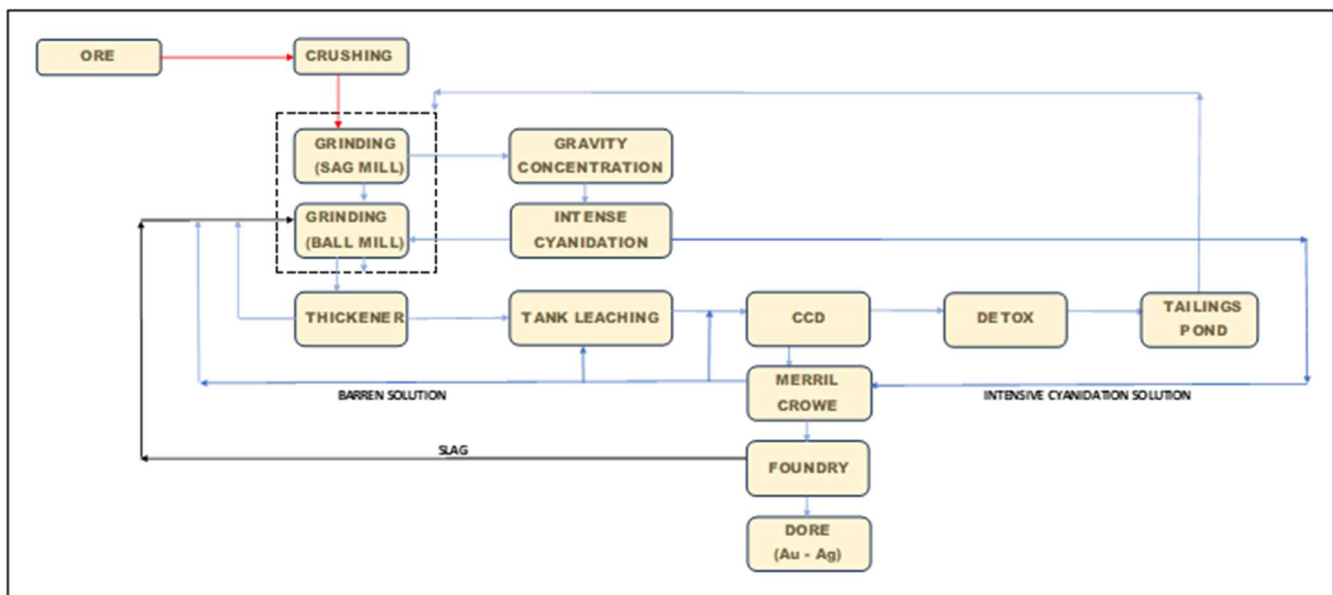 ORE
CRUSHING
GRINDING
(SAG MILL)
GRAVITY
CONCENTRATION
GRINDING
(BALL MILL)
INTENSE
CYANIDATION
THICKENER
TANK LEACHING
CCD
DETOX
TAILINGS
POND
MERRIL
CROWE
BARREN SOLUTION
INTENSIVE CYANIDATION SOLUTION
SLAG
FOUNDRY
DORE
(Au - Ag)